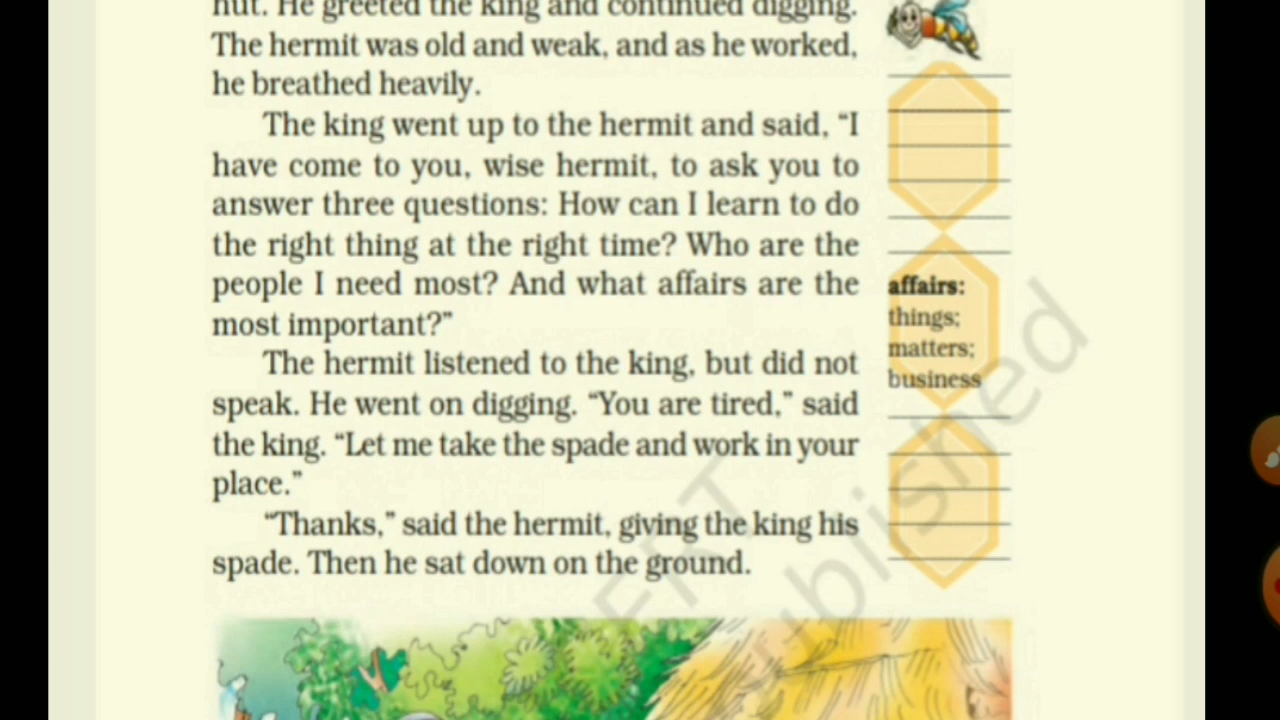 hut. He greeted the king and continued digging.
The hermit was old and weak, and as he worked,
he breathed heavily.
The king went up to the hermit and said, “I
have come to you, wise hermit, to ask you to
answer three questions: How can I learn to do
the right thing at the right time? Who are the
people I need most? And what affairs are the
most important?”
The hermit listened to the king, but did not
speak. He went on digging. “You are tired,” said
the king. “Let me take the spade and work in your
place.”
“Thanks,” said the hermit, giving the king his
spade. Then he sat down on the ground.
affairs:
things;
matters;
business